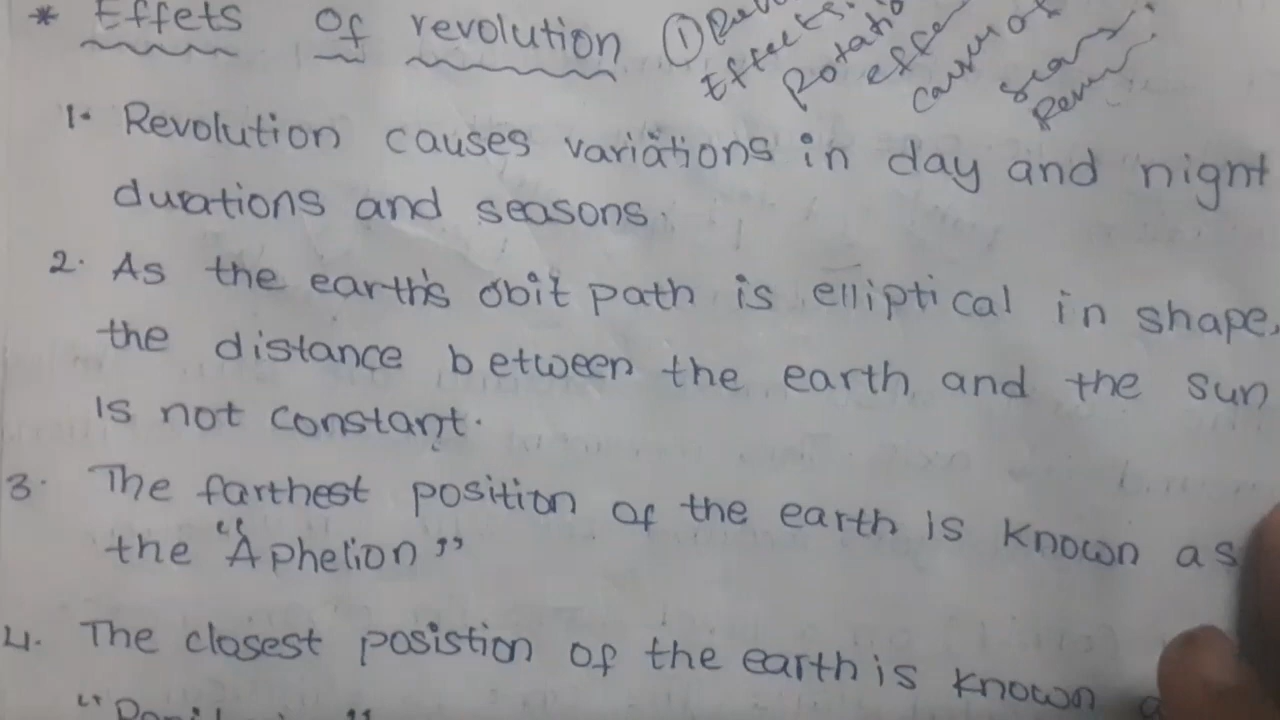 * Effets of revolution ①
Effects.
1. Revolution causes variations in day and night
durations and seasons.
2. As the earth's obit path is elliptical in shape,
the distance between the earth and the sun
is not constant.
3. The farthest position of the earth is known as
the "Aphelion"
4. The closest posistion of the earth is known